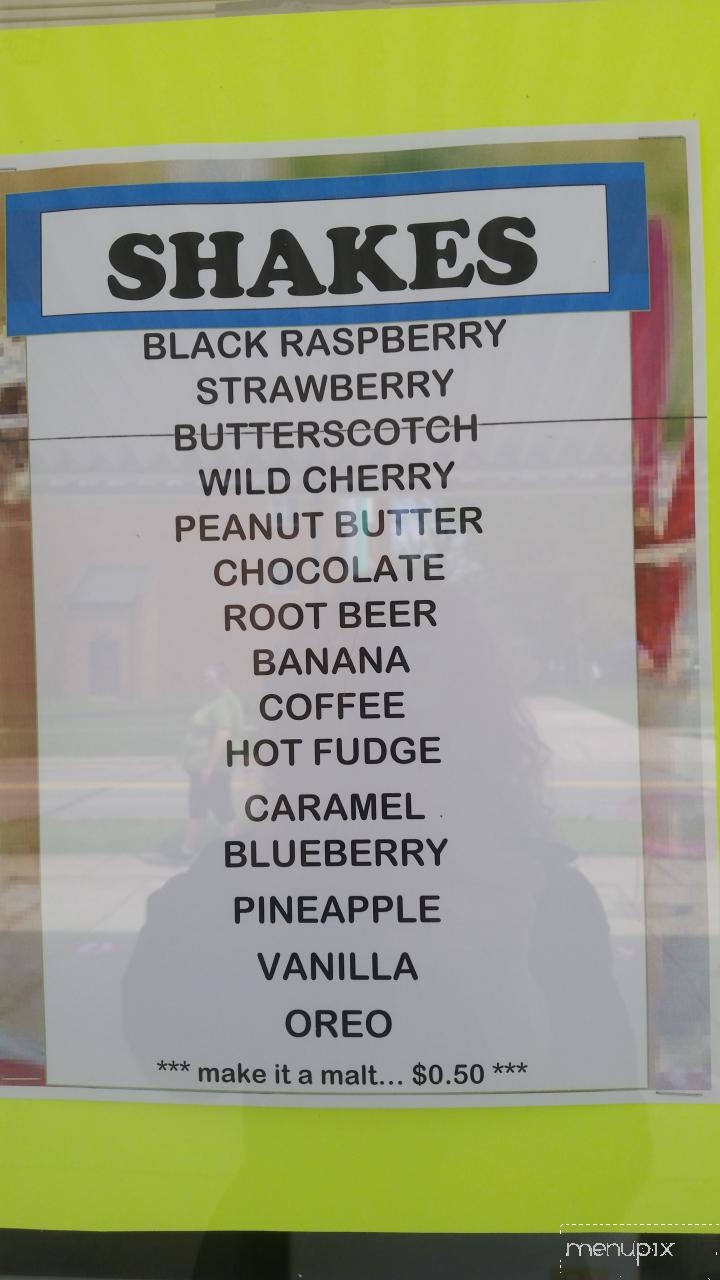 SHAKES
BLACK RASPBERRY
STRAWBERRY
BUTTERSCOTCH
WILD CHERRY
PEANUT BUTTER
CHOCOLATE
ROOT BEER
BANANA
COFFEE
HOT FUDGE
CARAMEL
BLUEBERRY
PINEAPPLE
VANILLA
OREO
*** make it a malt... $0.50 ***
menupix